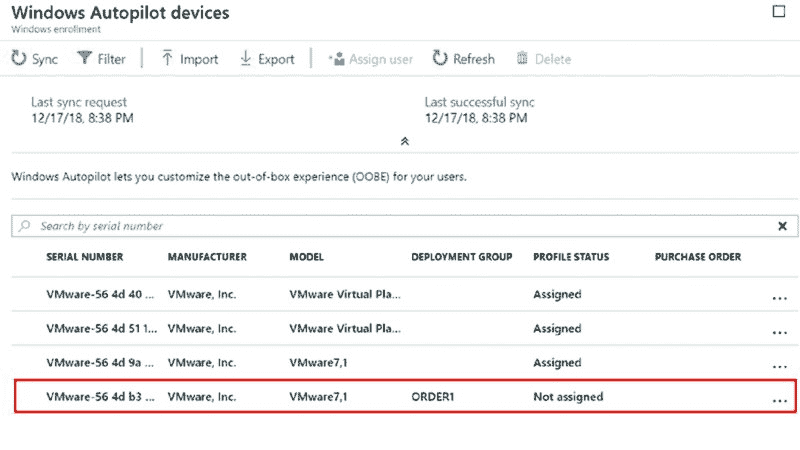 Windows Autopilot devices
Windows enrollment
Sync Filter Import Export Assign user Refresh Delete
Last sync request Last successful sync
12/17/18, 8:38 PM 12/17/18, 8:38 PM
Windows Autopilot lets you customize the out-of-box experience (OOBE) for your users.
Search by serial number
SERIAL NUMBER MANUFACTURER MODEL DEPLOYMENT GROUP PROFILE STATUS PURCHASE ORDER
VMware-56 4d 40 ... VMware, Inc. VMware Virtual Pla... Assigned ...
VMware-56 4d 51 1... VMware, Inc. VMware Virtual Pla... Assigned ...
VMware-56 4d 9a ... VMware, Inc. VMware7,1 Assigned ...
VMware-56 4d b3 ... VMware, Inc. VMware7,1 ORDER1 Not assigned ...